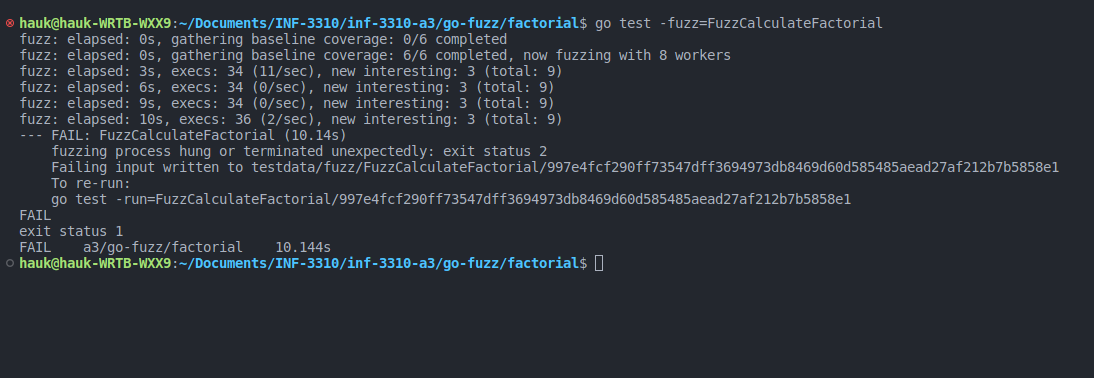 hauk@hauk-WRTB-WXX9:~/Documents/INF-3310/inf-3310-a3/go-fuzz/factorial$ go test -fuzz=FuzzCalculateFactorial
fuzz: elapsed: 0s, gathering baseline coverage: 0/6 completed
fuzz: elapsed: 0s, gathering baseline coverage: 6/6 completed, now fuzzing with 8 workers
fuzz: elapsed: 3s, execs: 34 (11/sec), new interesting: 3 (total: 9)
fuzz: elapsed: 6s, execs: 34 (0/sec), new interesting: 3 (total: 9)
fuzz: elapsed: 9s, execs: 34 (0/sec), new interesting: 3 (total: 9)
fuzz: elapsed: 10s, execs: 36 (2/sec), new interesting: 3 (total: 9)
--- FAIL: FuzzCalculateFactorial (10.14s)
    fuzzing process hung or terminated unexpectedly: exit status 2
    Failing input written to testdata/fuzz/FuzzCalculateFactorial/997e4fcf290ff73547dff3694973db8469d60d585485aead27af212b7b5858e1
    To re-run:
    go test -run=FuzzCalculateFactorial/997e4fcf290ff73547dff3694973db8469d60d585485aead27af212b7b5858e1
FAIL
exit status 1
FAIL    a3/go-fuzz/factorial    10.144s
hauk@hauk-WRTB-WXX9:~/Documents/INF-3310/inf-3310-a3/go-fuzz/factorial$